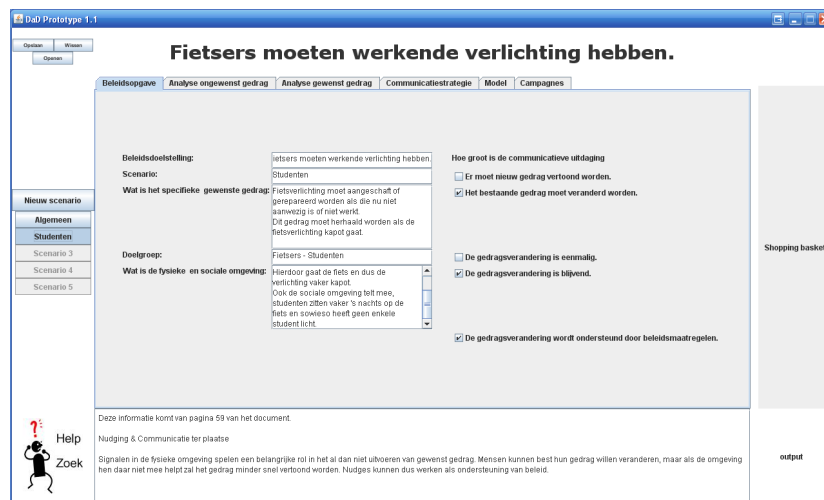 DaD Prototype 1.1
Opslaan Wissen
Openen
Fietsers moeten werkende verlichting hebben.
Beleidsopgave Analyse ongewenst gedrag Analyse gewenst gedrag Communicatiestrategie Model Campagnes
Beleidsdoelstelling:
ietsers moeten werkende verlichting hebben.
Hoe groot is de communicatieve uitdaging
Scenario:
Studenten
Er moet nieuw gedrag vertoond worden.
Wat is het specifieke gewenste gedrag:
Fietsverlichting moet aangeschaft of
gerepareerd worden als die nu niet
aanwezig is of niet werkt.
Dit gedrag moet herhaald worden als de
fietsverlichting kapot gaat.
Het bestaande gedrag moet veranderd worden.
Nieuw scenario
Algemeen
Studenten
Scenario 3
Scenario 4
Scenario 5
Doelgroep:
Fietsers - Studenten
De gedragsverandering is eenmalig.
Wat is de fysieke en sociale omgeving:
Hierdoor gaat de fiets en dus de
verlichting vaker kapot.
Ook de sociale omgeving telt mee,
studenten zitten vaker 's nachts op de
fiets en sowieso heeft geen enkele
student licht.
De gedragsverandering is blijvend.
De gedragsverandering wordt ondersteund door beleidsmaatregelen.
Shopping basket
Help
Zoek
Deze informatie komt van pagina 59 van het document.
Nudging & Communicatie ter plaatse
Signalen in de fysieke omgeving spelen een belangrijke rol in het al dan niet uitvoeren van gewenst gedrag. Mensen kunnen best hun gedrag willen veranderen, maar als de omgeving
hen daar niet mee helpt zal het gedrag minder snel vertoond worden. Nudges kunnen dus werken als ondersteuning van beleid.
output